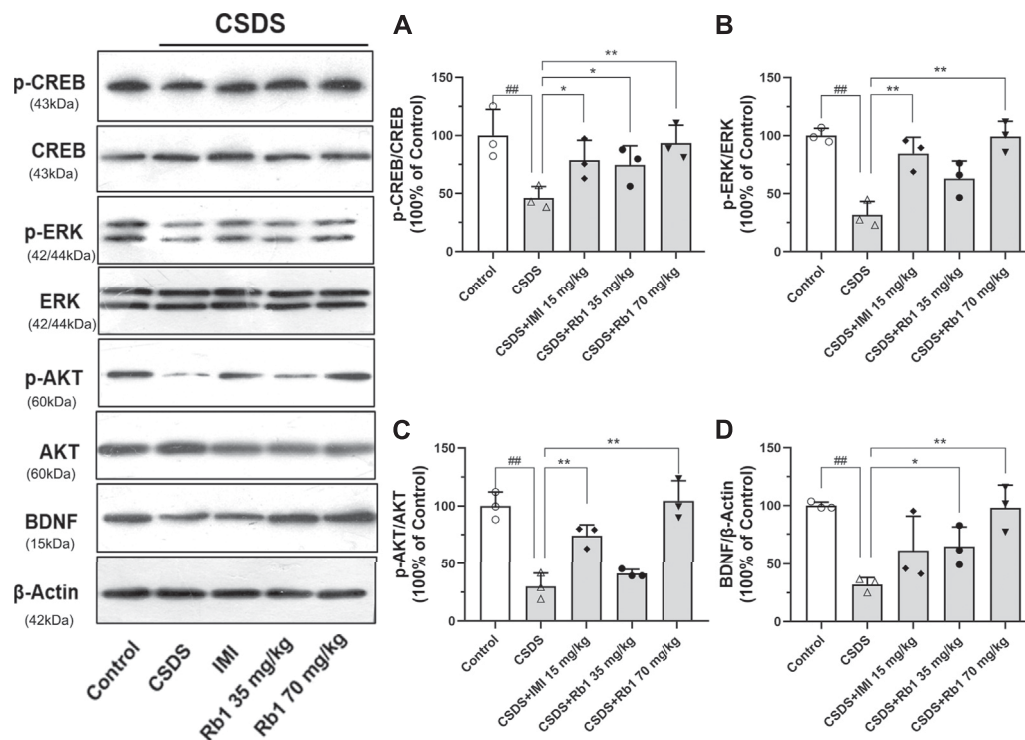 CSDS
p-CREB
(43kDa)
CREB
(43kDa)
p-ERK
(42/44kDa)
ERK
(42/44kDa)
p-AKT
(60kDa)
AKT
(60kDa)
BDNF
(15kDa)
β-Actin
(42kDa)
Control
CSDS
IMI
Rb1 35 mg/kg
Rb1 70 mg/kg
A
p-CREB/CREB
(100% of Control)
150
100
50
0
##
*
*
**
Control
CSDS
CSDS+IMI 15 mg/kg
CSDS+Rb1 35 mg/kg
CSDS+Rb1 70 mg/kg
B
p-ERK/ERK
(100% of Control)
150
100
50
0
##
**
**
Control
CSDS
CSDS+IMI 15 mg/kg
CSDS+Rb1 35 mg/kg
CSDS+Rb1 70 mg/kg
C
p-AKT/AKT
(100% of Control)
150
100
50
0
##
**
**
Control
CSDS
CSDS+IMI 15 mg/kg
CSDS+Rb1 35 mg/kg
CSDS+Rb1 70 mg/kg
D
BDNF/β-Actin
(100% of Control)
150
100
50
0
##
*
**
Control
CSDS
CSDS+IMI 15 mg/kg
CSDS+Rb1 35 mg/kg
CSDS+Rb1 70 mg/kg